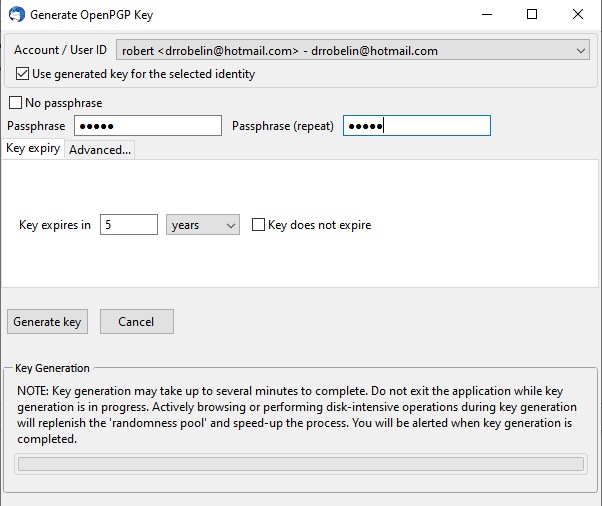 Generate OpenPGP Key
Account / User ID robert <drrobelin@hotmail.com> - drrobelin@hotmail.com
Use generated key for the selected identity
No passphrase
Passphrase ●●●●● Passphrase (repeat) ●●●●●
Key expiry Advanced...
Key expires in 5 years Key does not expire
Generate key Cancel
Key Generation
NOTE: Key generation may take up to several minutes to complete. Do not exit the application while key
generation is in progress. Actively browsing or performing disk-intensive operations during key generation
will replenish the 'randomness pool' and speed-up the process. You will be alerted when key generation is
completed.